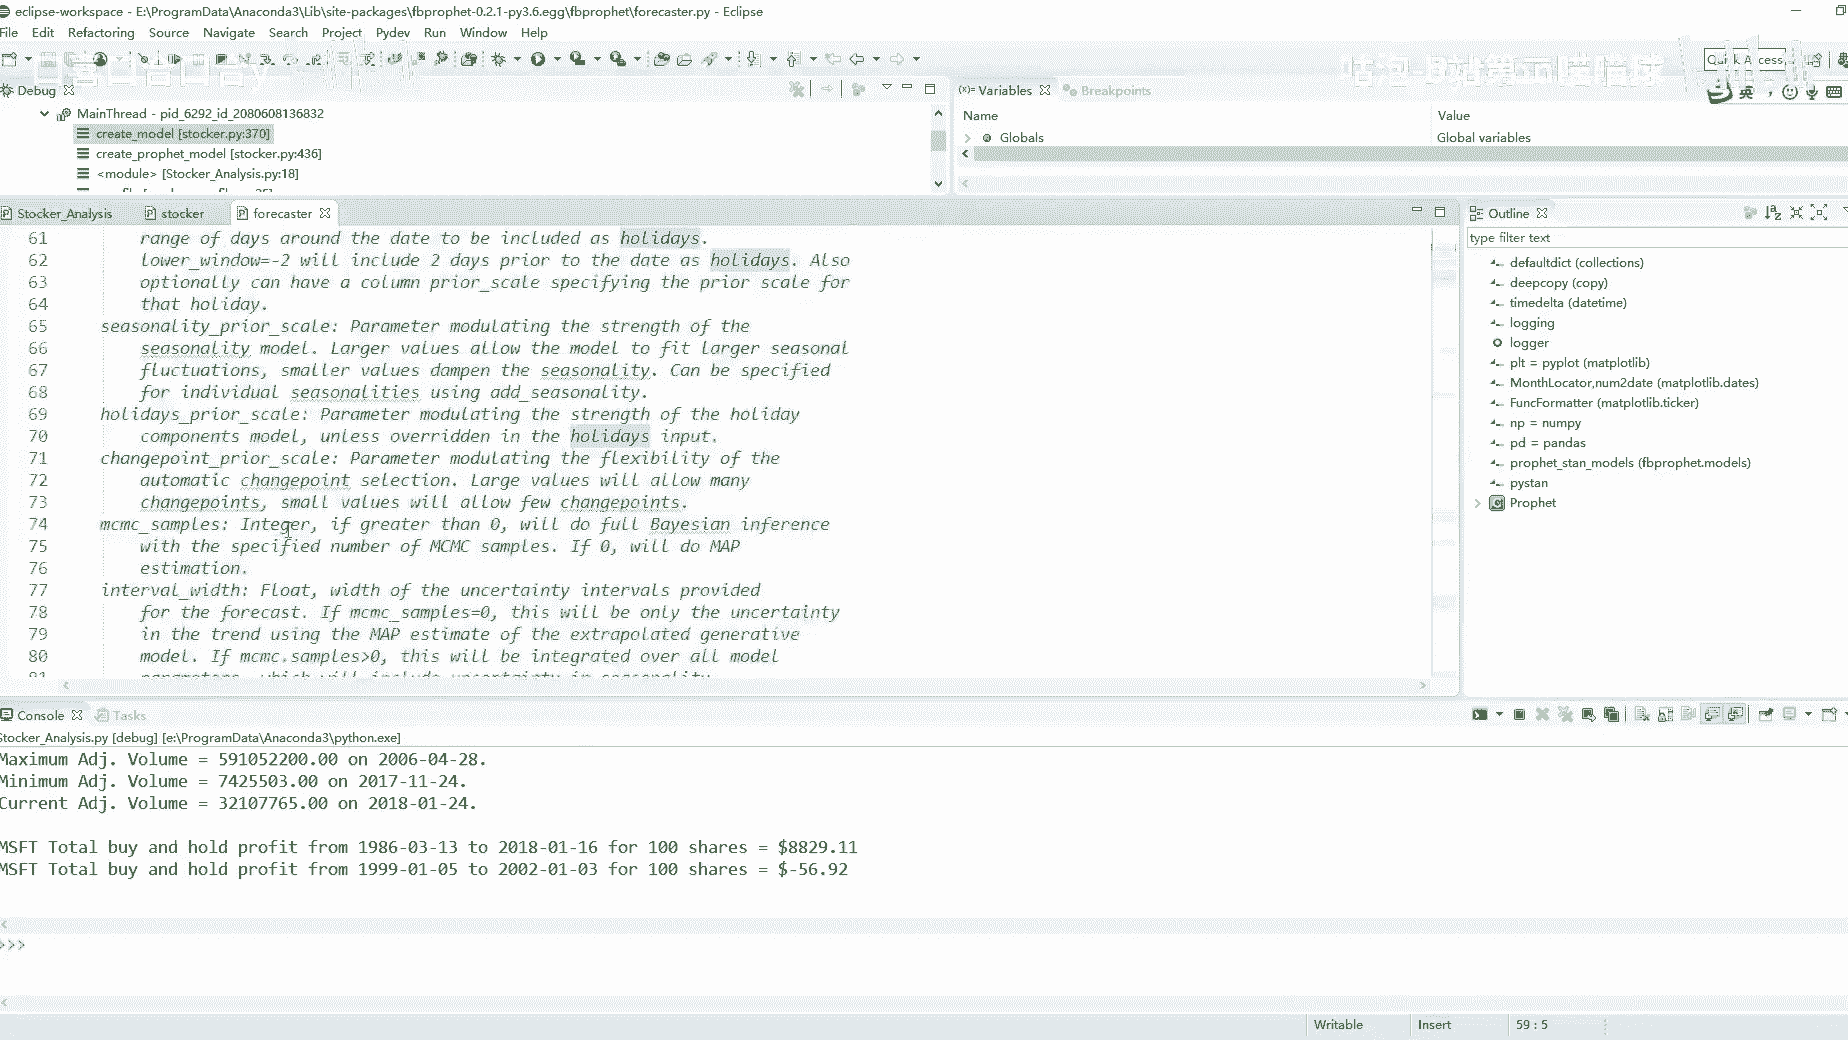 eclipse-workspace - E:\ProgramData\Anaconda3\Lib\site-packages\fbprophet-0.2.1-py3.6.egg\fbprophet\forecaster.py - Eclipse
File Edit Refactoring Source Navigate Search Project Pydev Run Window Help
Quick Access
Debug
(x)= Variables
Breakpoints
MainThread - pid_6292_id_2080608136832
create_model [stocker.py:370]
create_prophet_model [stocker.py:436]
<module> [Stocker_Analysis.py:18]
Name Value
Globals Global variables
Stocker_Analysis stocker forecaster
61 range of days around the date to be included as holidays.
62 lower_window=-2 will include 2 days prior to the date as holidays. Also
63 optionally can have a column prior_scale specifying the prior scale for
64 that holiday.
65 seasonality_prior_scale: Parameter modulating the strength of the
66 seasonality model. Larger values allow the model to fit larger seasonal
67 fluctuations, smaller values dampen the seasonality. Can be specified
68 for individual seasonalities using add_seasonality.
69 holidays_prior_scale: Parameter modulating the strength of the holiday
70 components model, unless overridden in the holidays input.
71 changepoint_prior_scale: Parameter modulating the flexibility of the
72 automatic changepoint selection. Large values will allow many
73 changepoints, small values will allow few changepoints.
74 mcmc_samples: Integer, if greater than 0, will do full Bayesian inference
75 with the specified number of MCMC samples. If 0, will do MAP
76 estimation.
77 interval_width: Float, width of the uncertainty intervals provided
78 for the forecast. If mcmc_samples=0, this will be only the uncertainty
79 in the trend using the MAP estimate of the extrapolated generative
80 model. If mcmc.samples>0, this will be integrated over all model
81 parameters, which will include uncertainty in seasonality.
Outline
type filter text
defaultdict (collections)
deepcopy (copy)
timedelta (datetime)
logging
logger
plt = pyplot (matplotlib)
MonthLocator,num2date (matplotlib.dates)
FuncFormatter (matplotlib.ticker)
np = numpy
pd = pandas
prophet_stan_models (fbprophet.models)
pystan
Prophet
Console Tasks
Stocker_Analysis.py [debug] [e:\ProgramData\Anaconda3\python.exe]
Maximum Adj. Volume = 591052200.00 on 2006-04-28.
Minimum Adj. Volume = 7425503.00 on 2017-11-24.
Current Adj. Volume = 32107765.00 on 2018-01-24.
MSFT Total buy and hold profit from 1986-03-13 to 2018-01-16 for 100 shares = $8829.11
MSFT Total buy and hold profit from 1999-01-05 to 2002-01-03 for 100 shares = $-56.92
>>>
Writable Insert 59 : 5